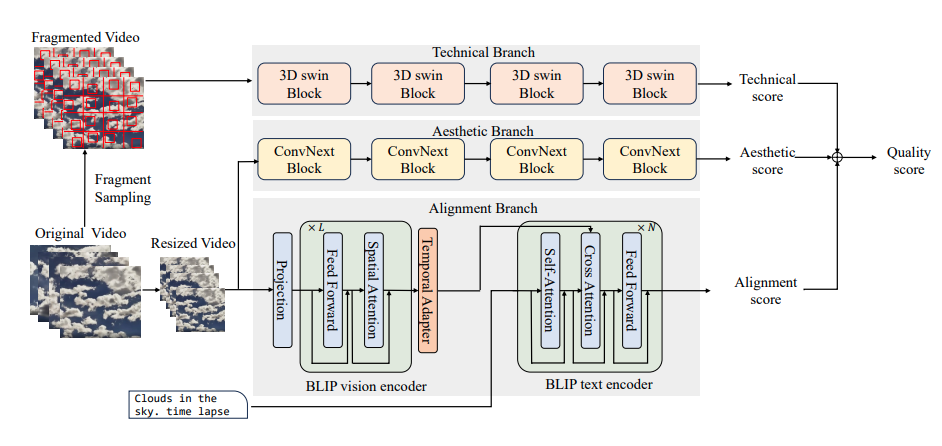 Fragmented Video
Technical Branch
3D swin
Block
3D swin
Block
3D swin
Block
3D swin
Block
Technical
score
Aesthetic Branch
ConvNext
Block
ConvNext
Block
ConvNext
Block
ConvNext
Block
Aesthetic
score
Quality
score
Fragment
Sampling
Original Video
Resized Video
Alignment Branch
× L
Projection
Feed Forward
Spatial Attention
Temporal Adapter
× N
Self-Attention
Cross Attention
Feed Forward
Alignment
score
BLIP vision encoder
BLIP text encoder
Clouds in the
sky. time lapse